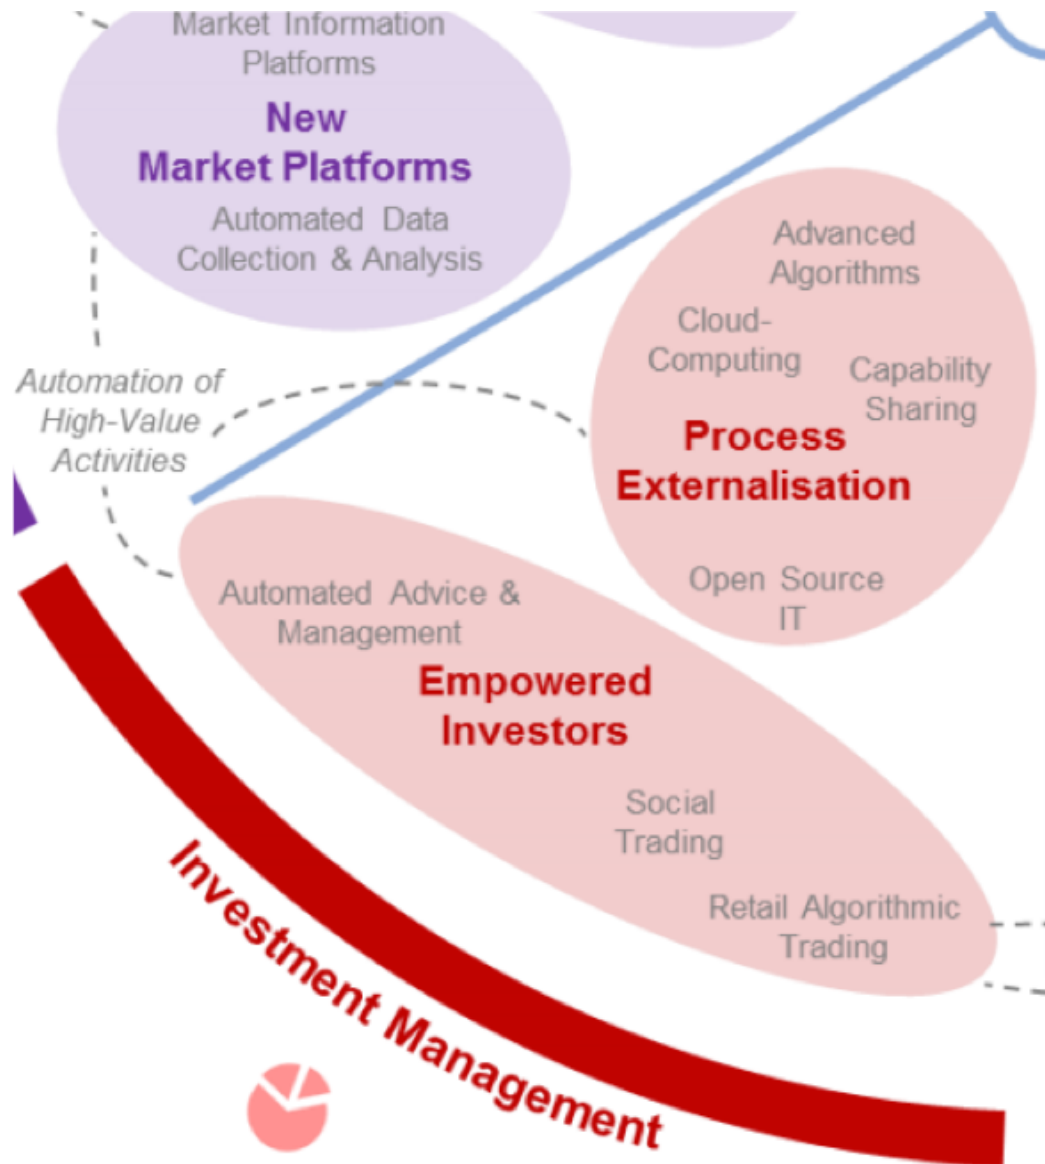 Market Information
Platforms
New
Market Platforms
Automated Data
Collection & Analysis
Automation of
High-Value
Activities
Advanced
Algorithms
Cloud-
Computing
Capability
Sharing
Process
Externalisation
Open Source
IT
Automated Advice &
Management
Empowered
Investors
Social
Trading
Retail Algorithmic
Trading
Investment Management